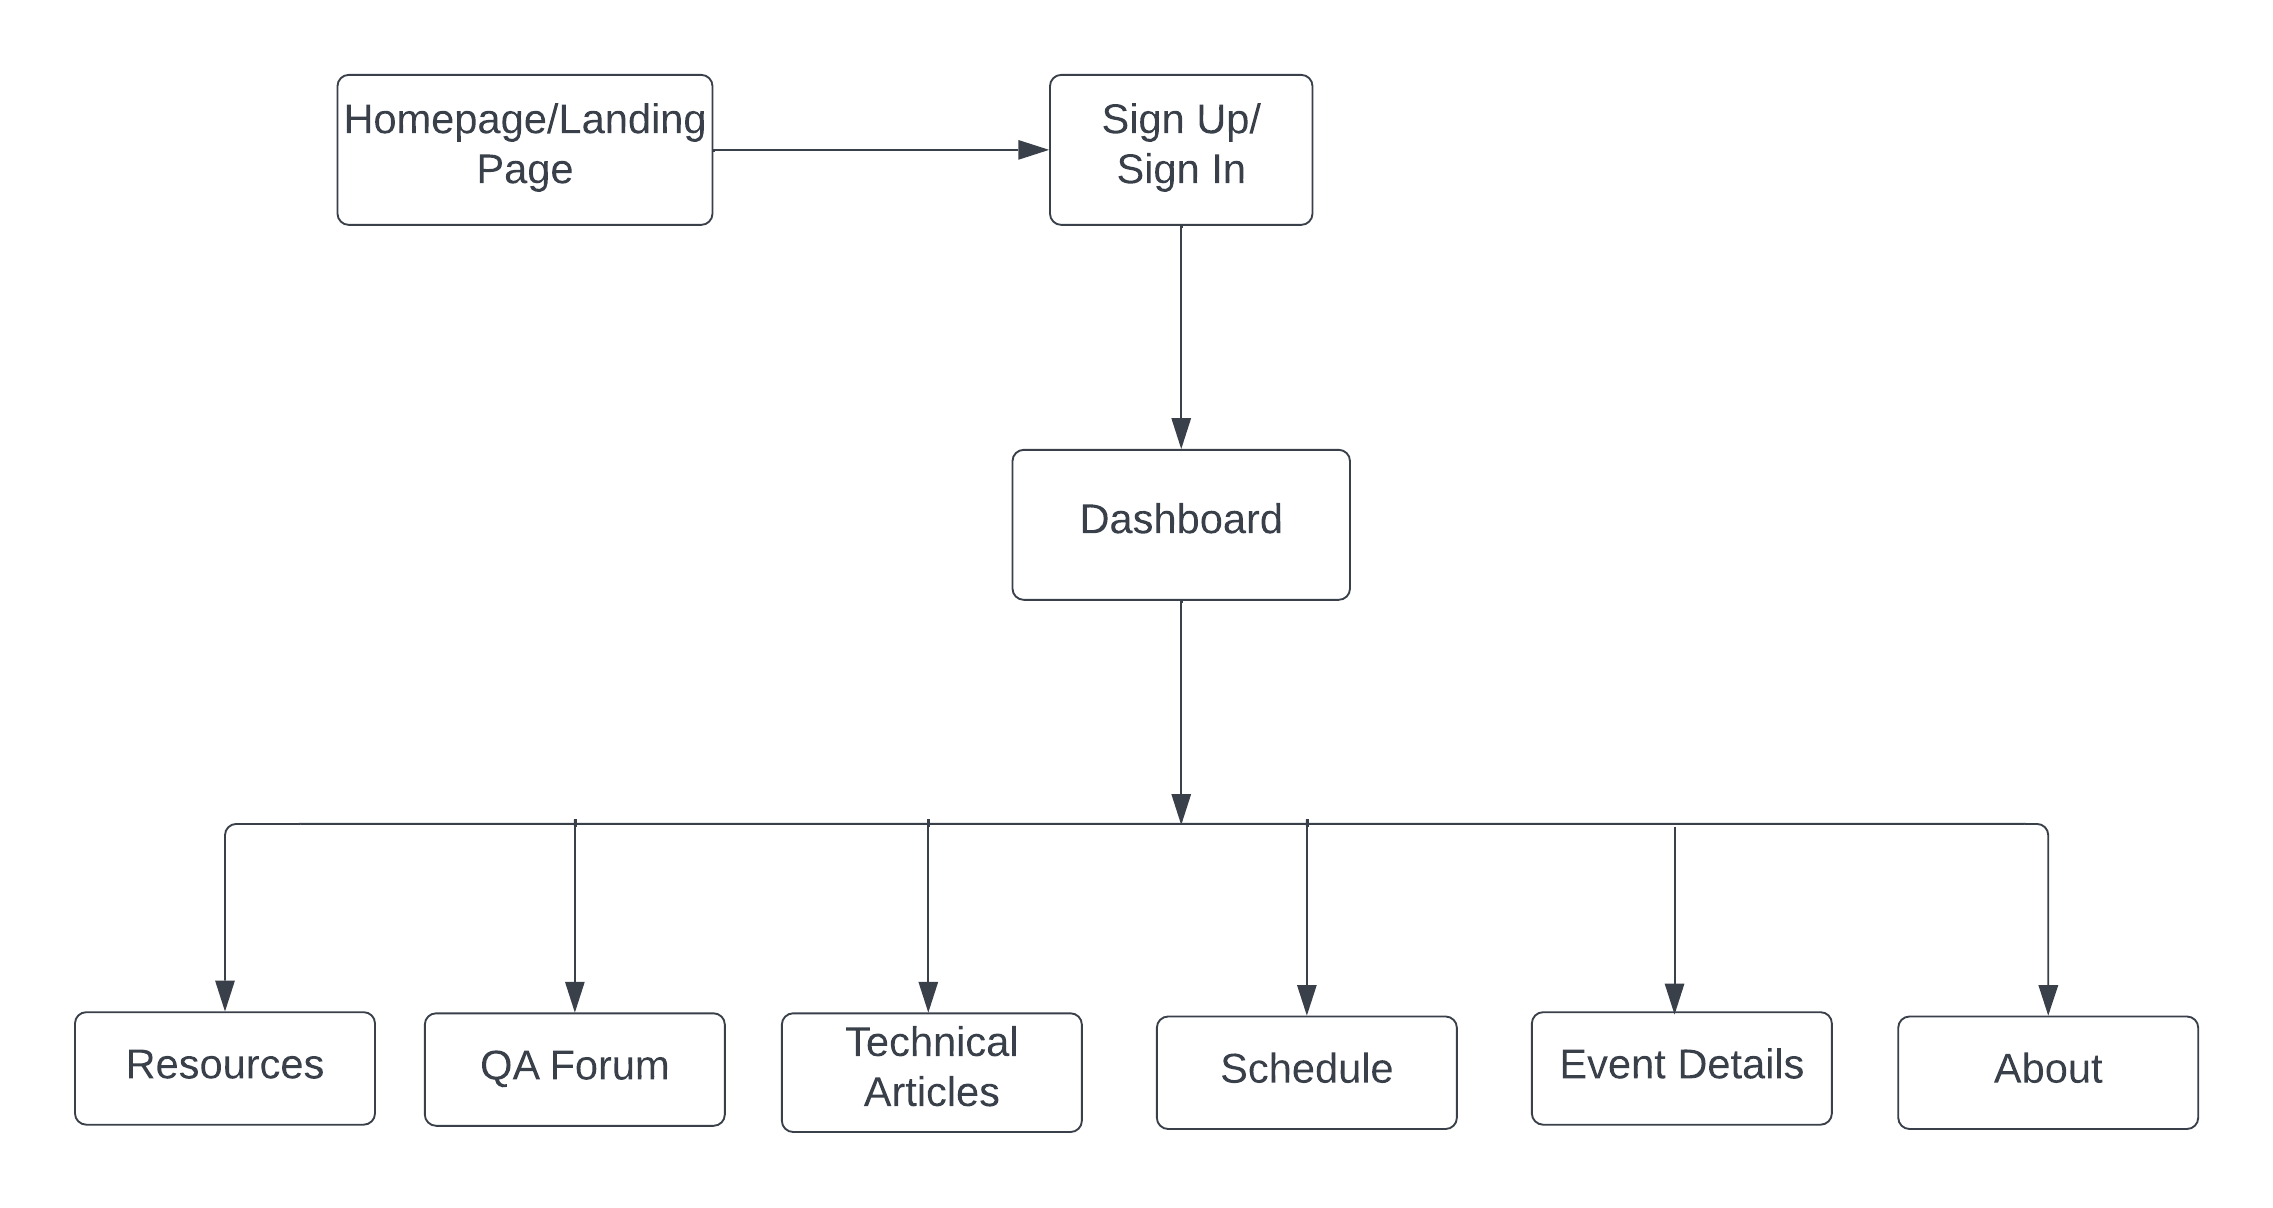 Homepage/Landing
Page
Sign Up/
Sign In
Dashboard
Resources
QA Forum
Technical
Articles
Schedule
Event Details
About